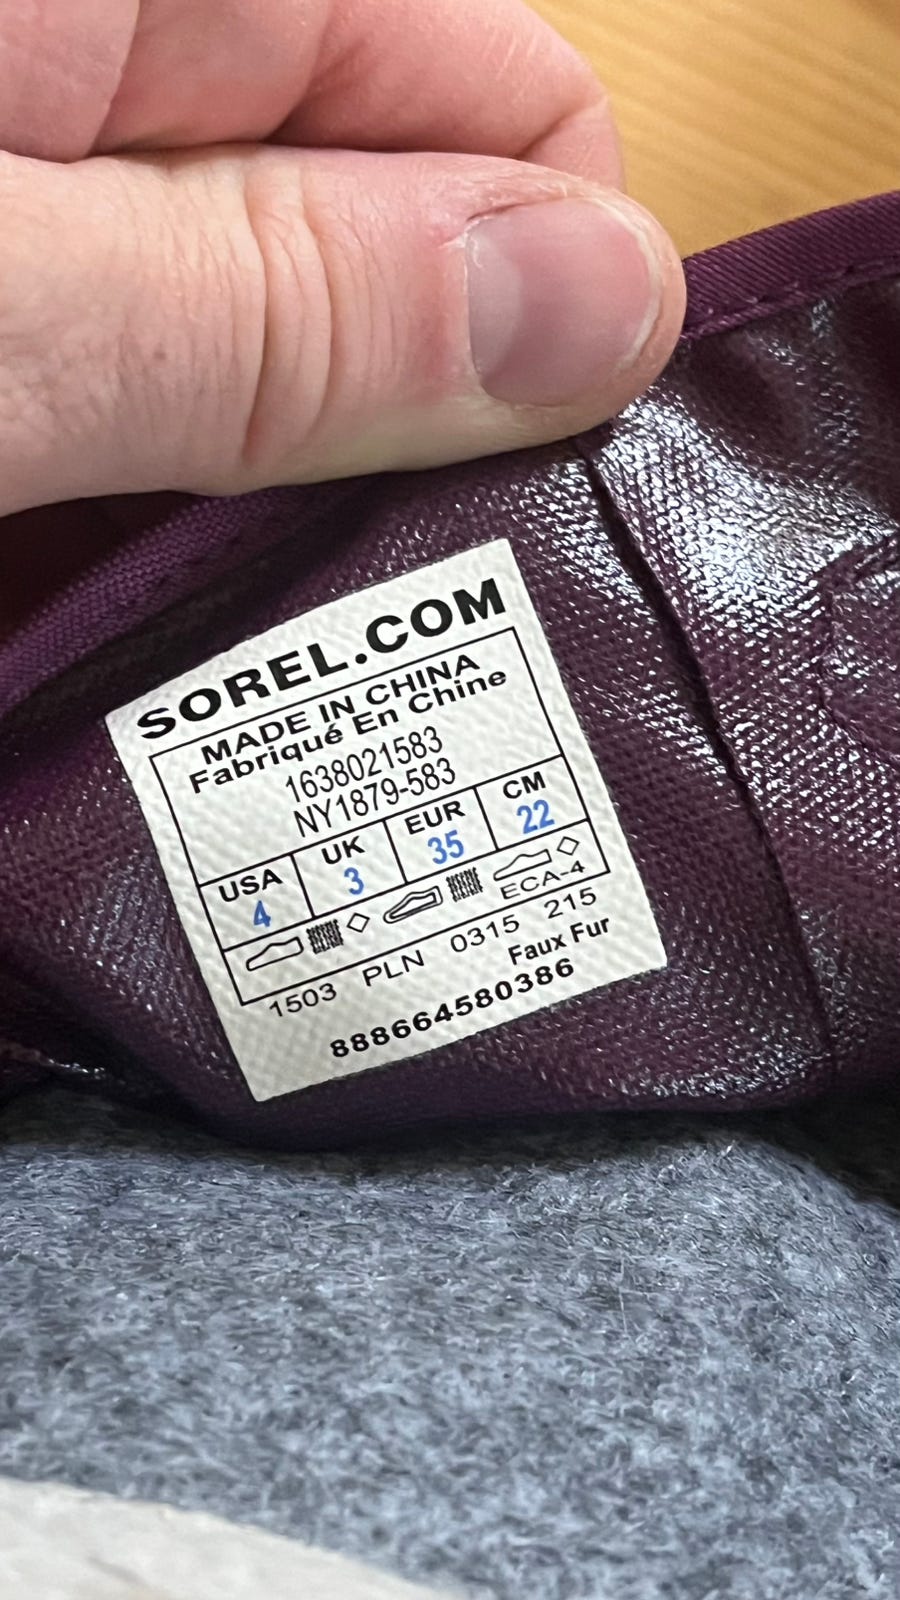 SOREL.COM
MADE IN CHINA
Fabriqué En Chine
1638021583
NY1879-583
USA UK EUR CM
4 3 35 22
ECA-4
1503 PLN 0315 215
Faux Fur
888664580386